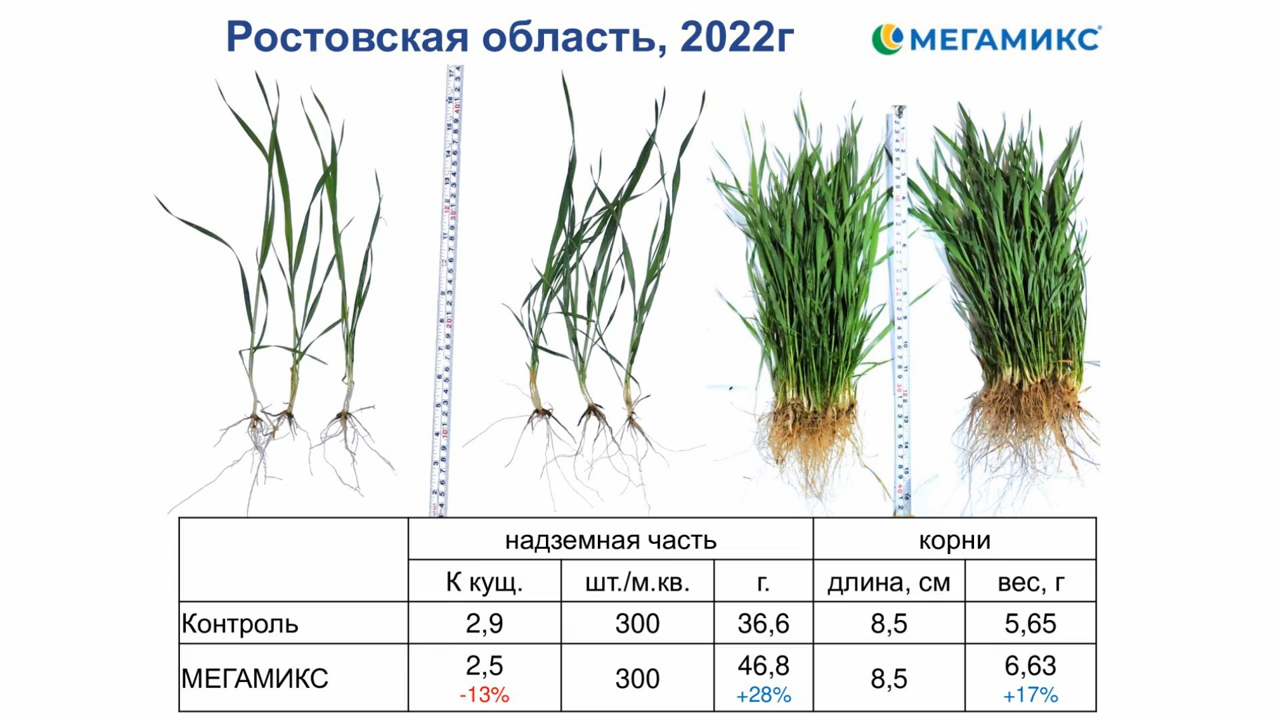 Ростовская область, 2022г
МЕГАМИКС®
надземная часть корни
К кущ. шт./м.кв. г. длина, см вес, г
Контроль 2,9 300 36,6 8,5 5,65
МЕГАМИКС 2,5 300 46,8 8,5 6,63
-13% +28% +17%